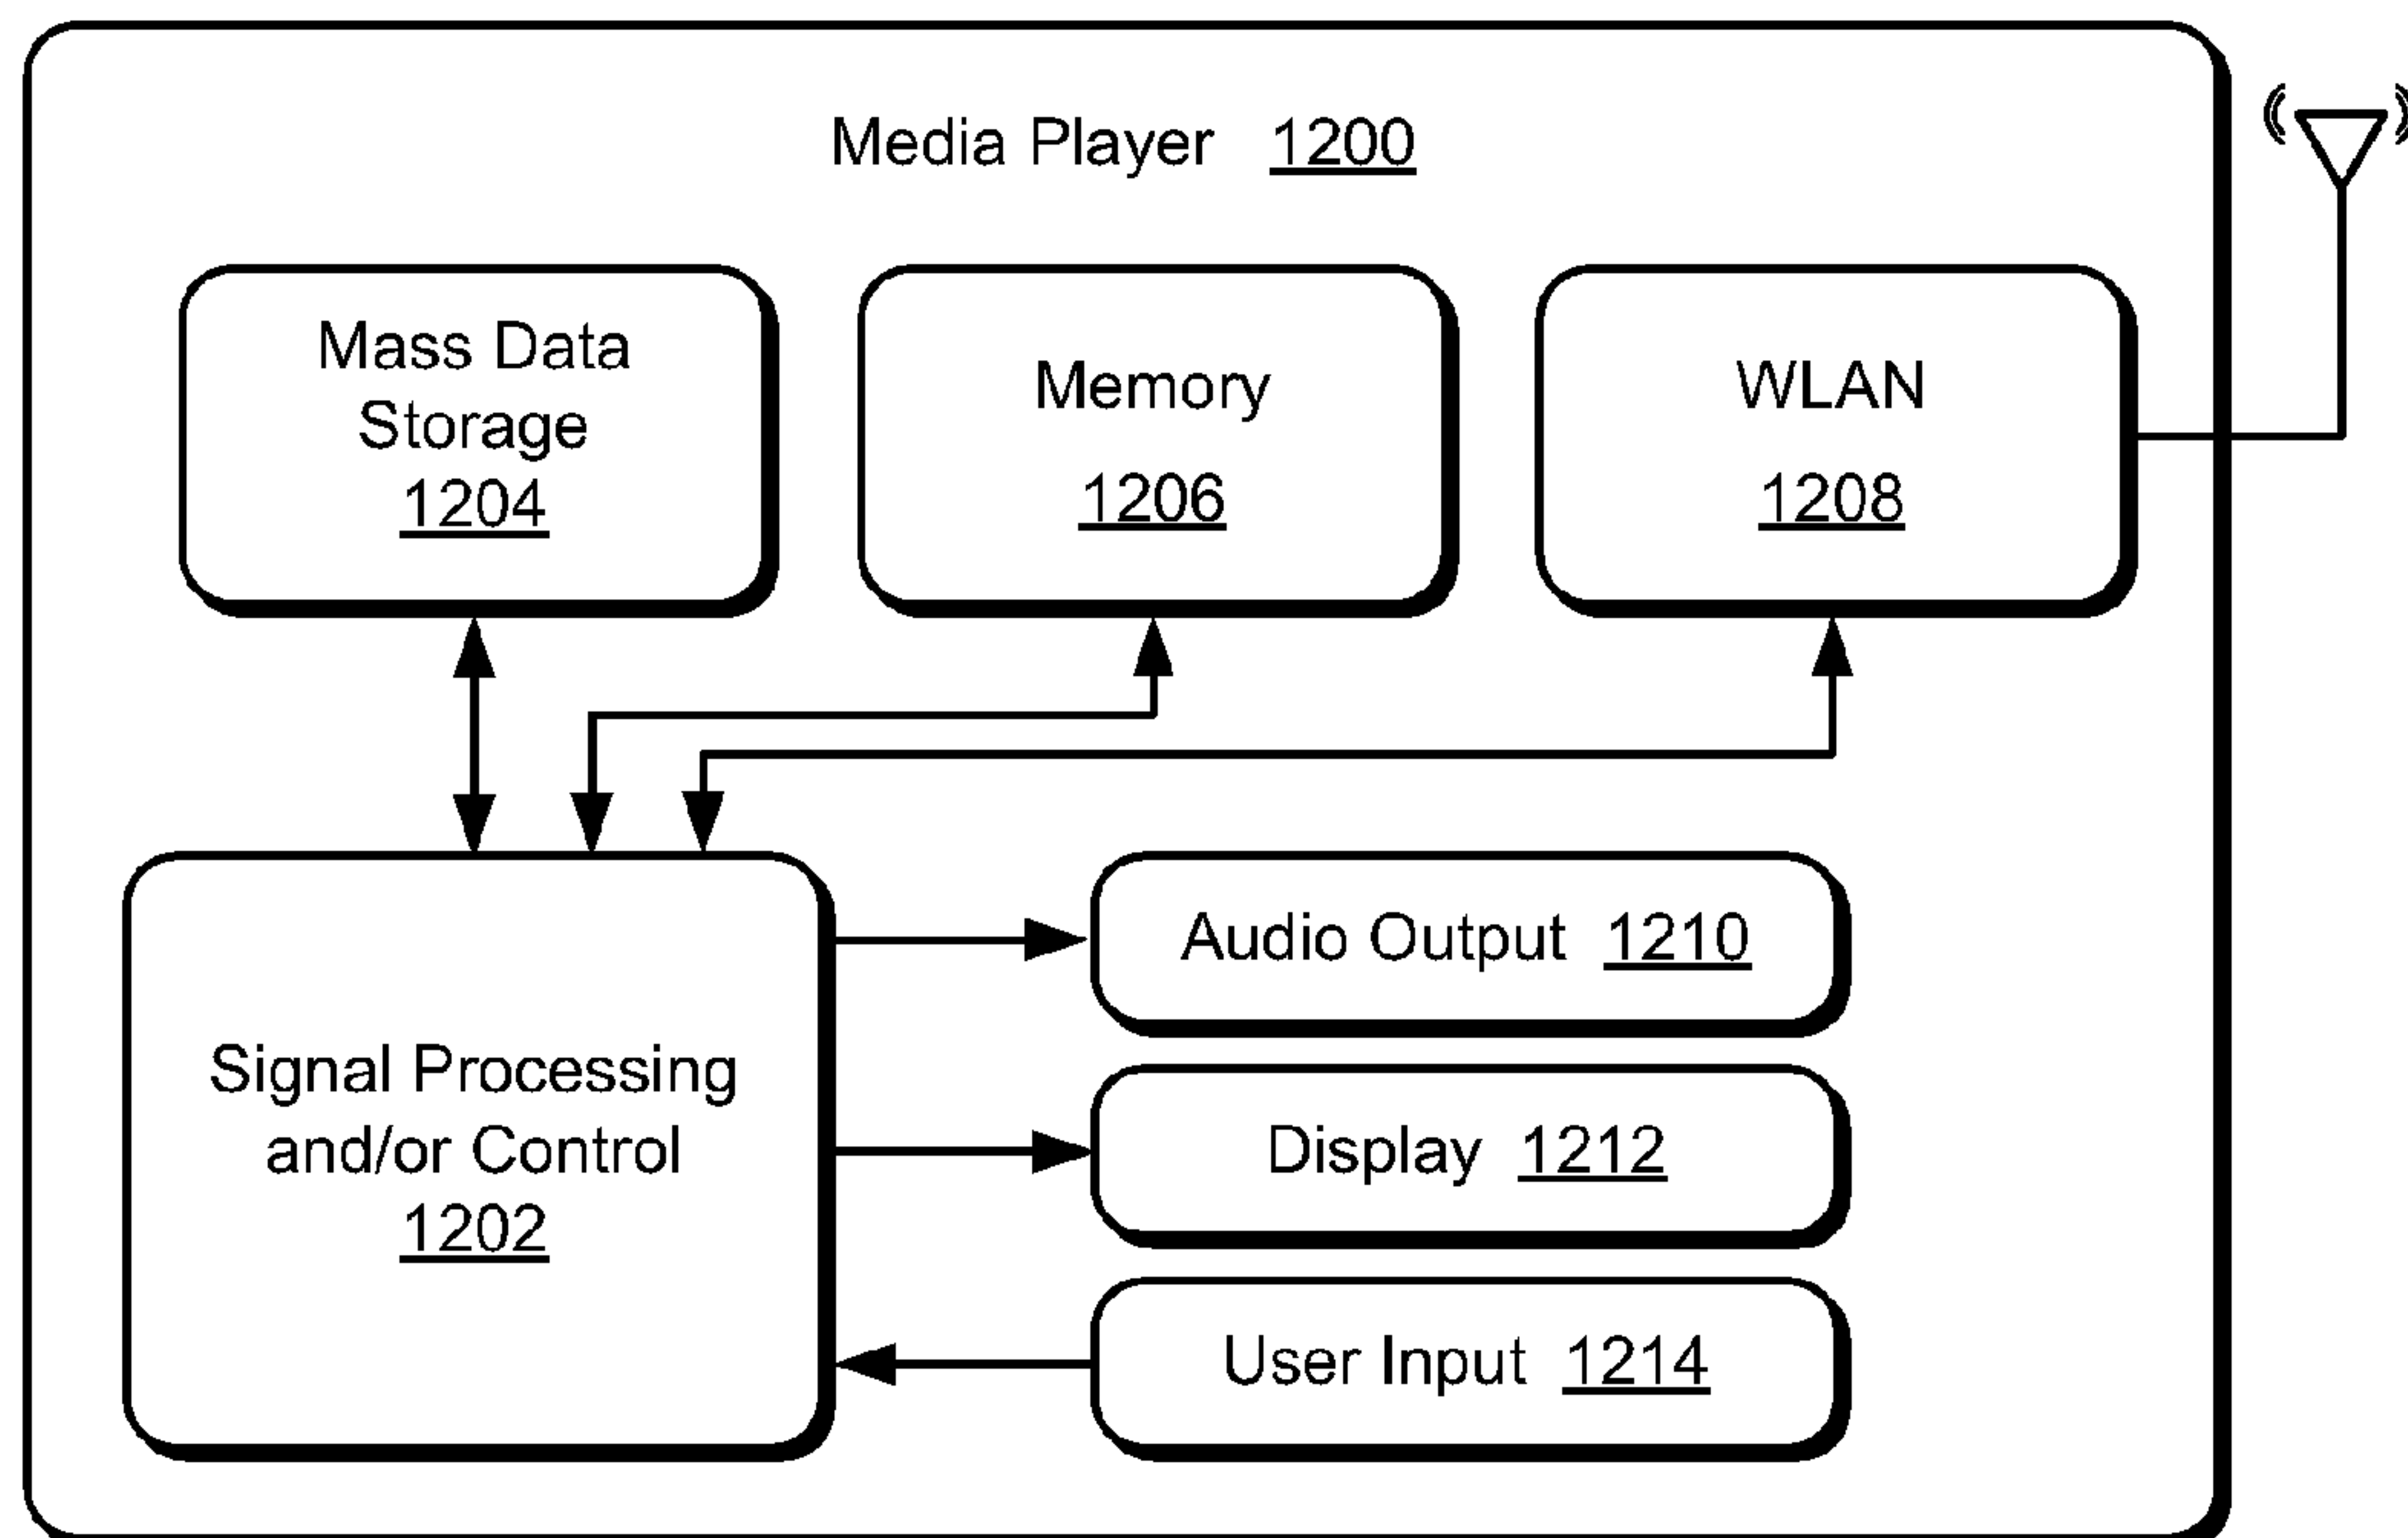 Media Player 1200
Mass Data
Storage
1204
Memory
1206
WLAN
1208
Signal Processing
and/or Control
1202
Audio Output 1210
Display 1212
User Input 1214